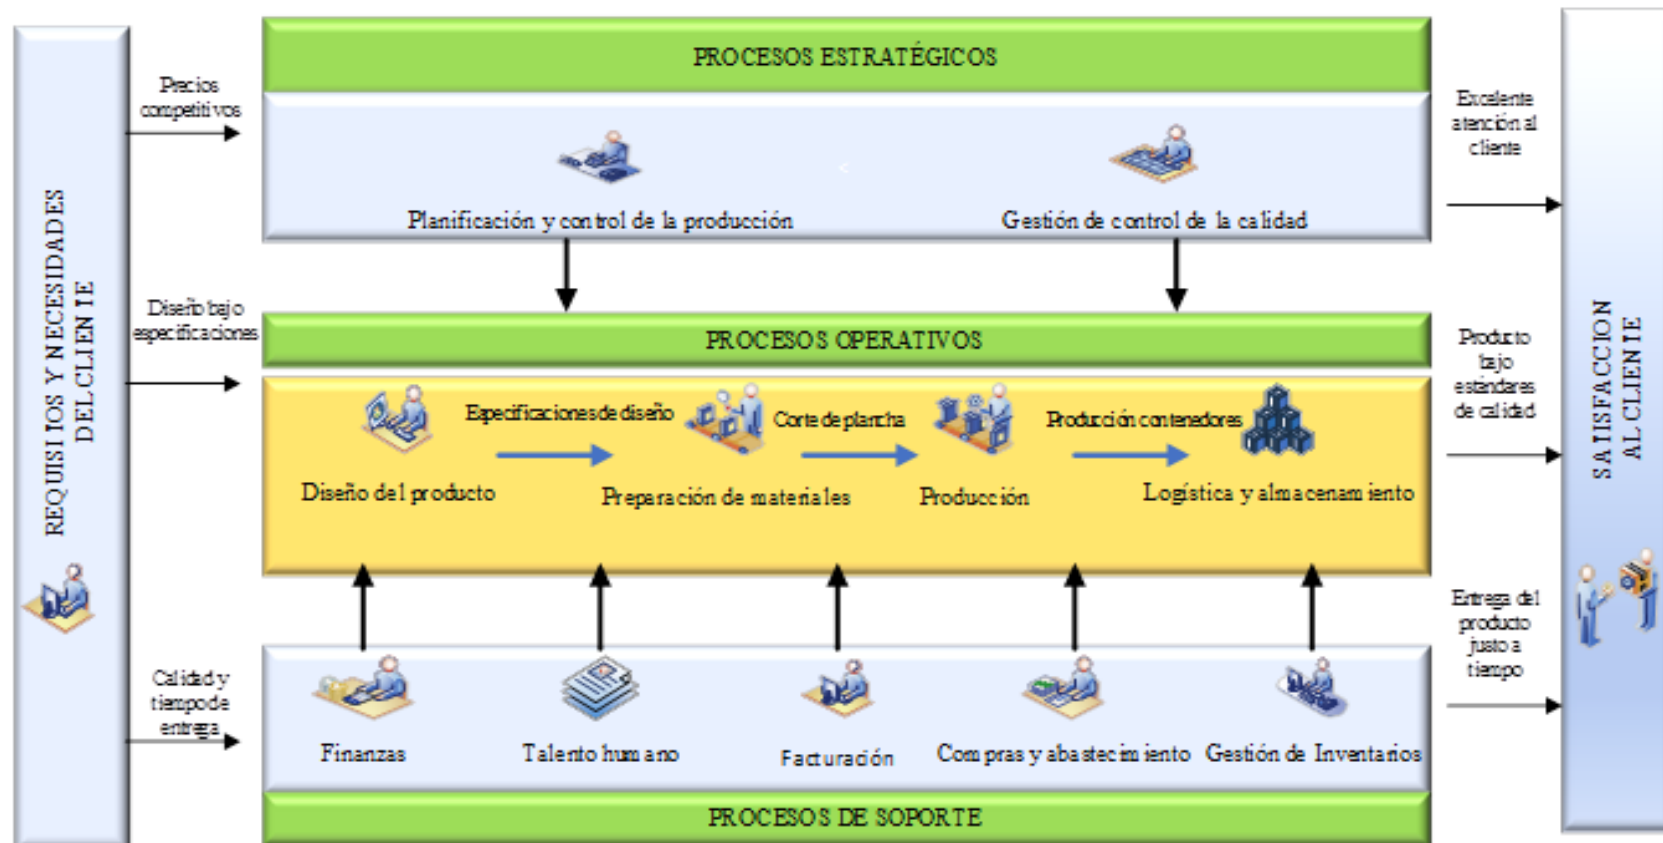 REQUISIOS Y NECESIDADES
DEL CLIENTE
Precios
competitivos
Diseño bajo
especificaciones
Calidad y
tiempo de
entrega
PROCESOS ESTRATÉGICOS
<
Planificación y control de la producción
Gestión de control de la calidad
PROCESOS OPERATIVOS
Especificaciones de diseño
Corte de plancha
Producción contenedores
Diseño del producto
Preparación de materiales
Producción
Logística y almacenamiento
Finanzas
Talento humano
Facturación
Compras y abastecimiento
Gestión de Inventarios
PROCESOS DE SOPORTE
Excelente
atención al
cliente
Producto
bajo
estándares
de calidad
Entrega del
producto
justo a
tiempo
SATISFACCION
AL CLIENTE